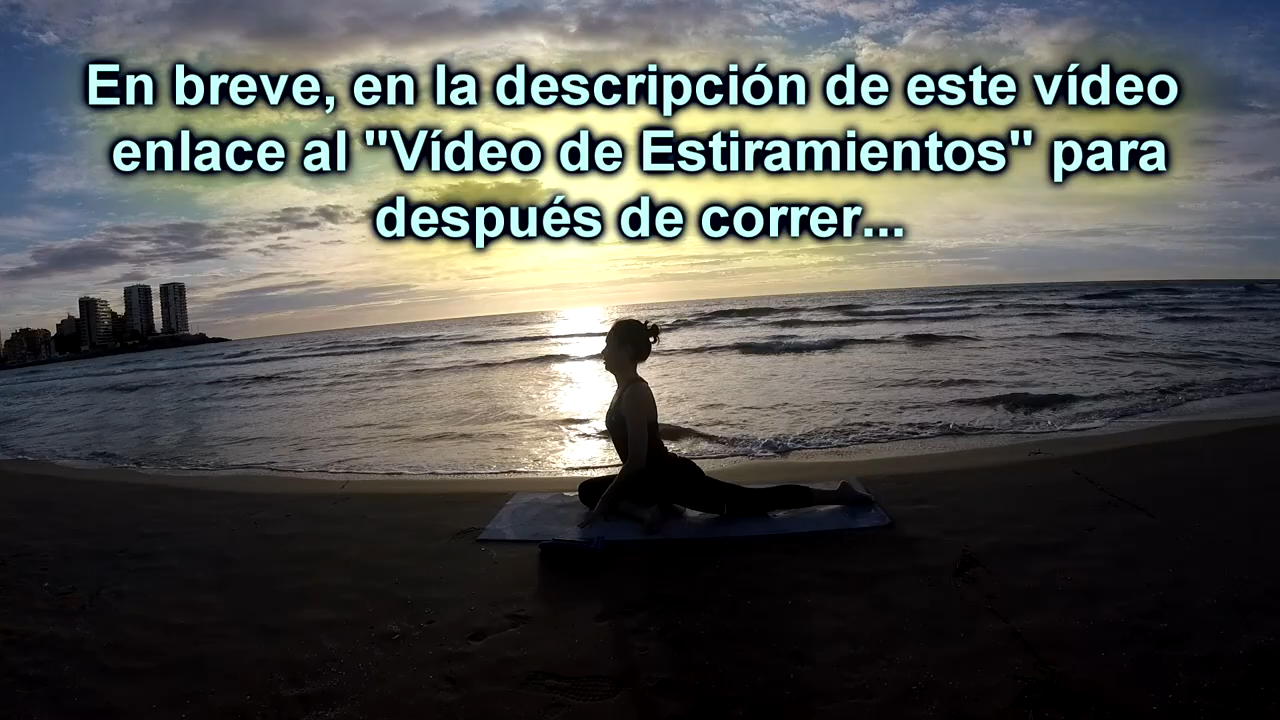 En breve, en la descripción de este vídeo
enlace al "Vídeo de Estiramientos" para
después de correr...